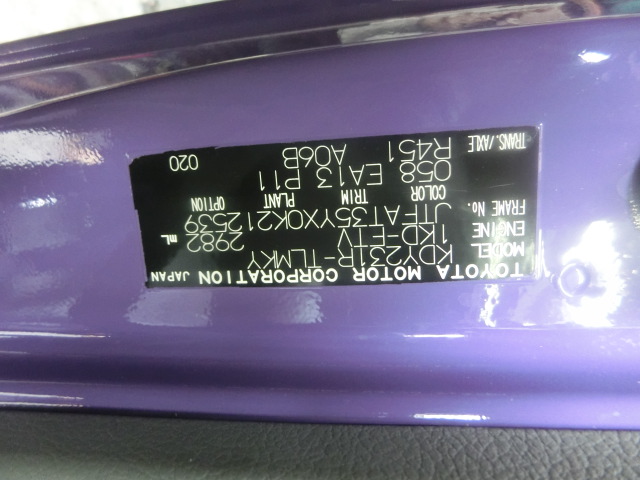 TOYOTA MOTOR CORPORATION JAPAN
MODEL KDY231R-TLMKY
ENGINE 1KD-FTV 2982 mL
FRAME No. JTFAT35YX0K212539
COLOR TRIM PLANT OPTION
058 EA13 P11
TRANS./AXLE R451 A06B 020